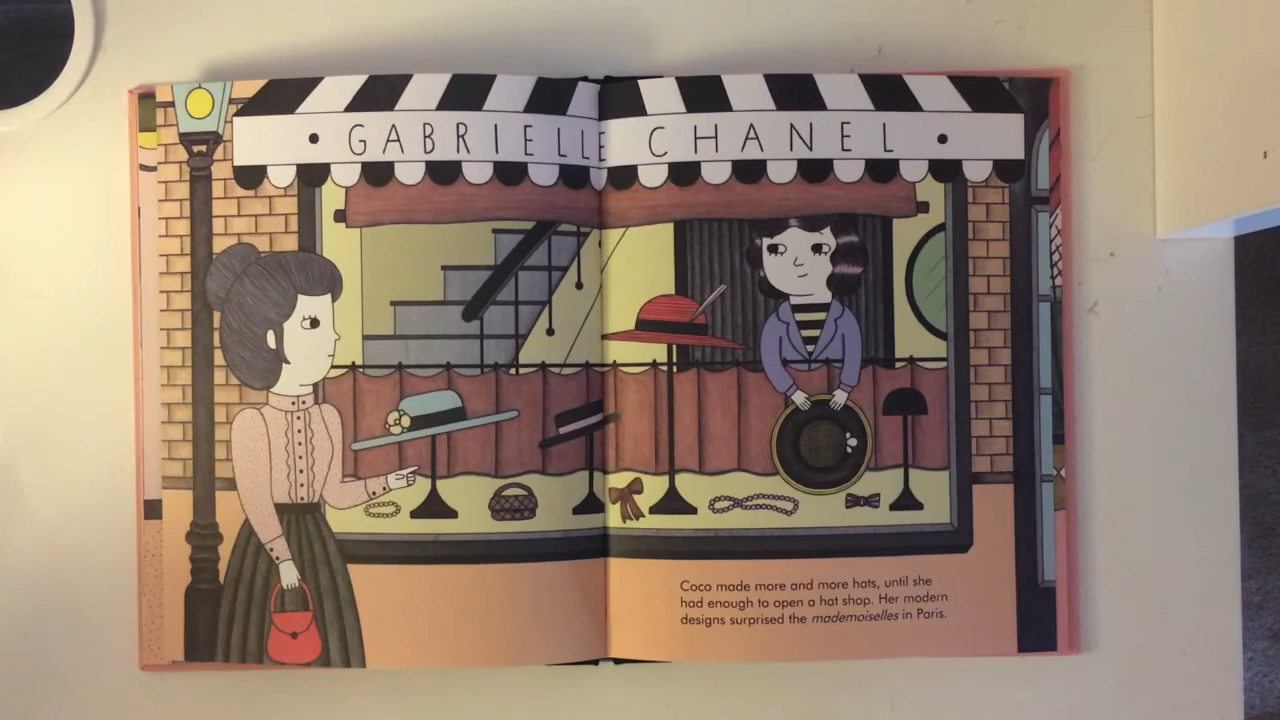 GABRIELLE CHANEL
Coco made more and more hats, until she
had enough to open a hat shop. Her modern
designs surprised the mademoiselles in Paris.